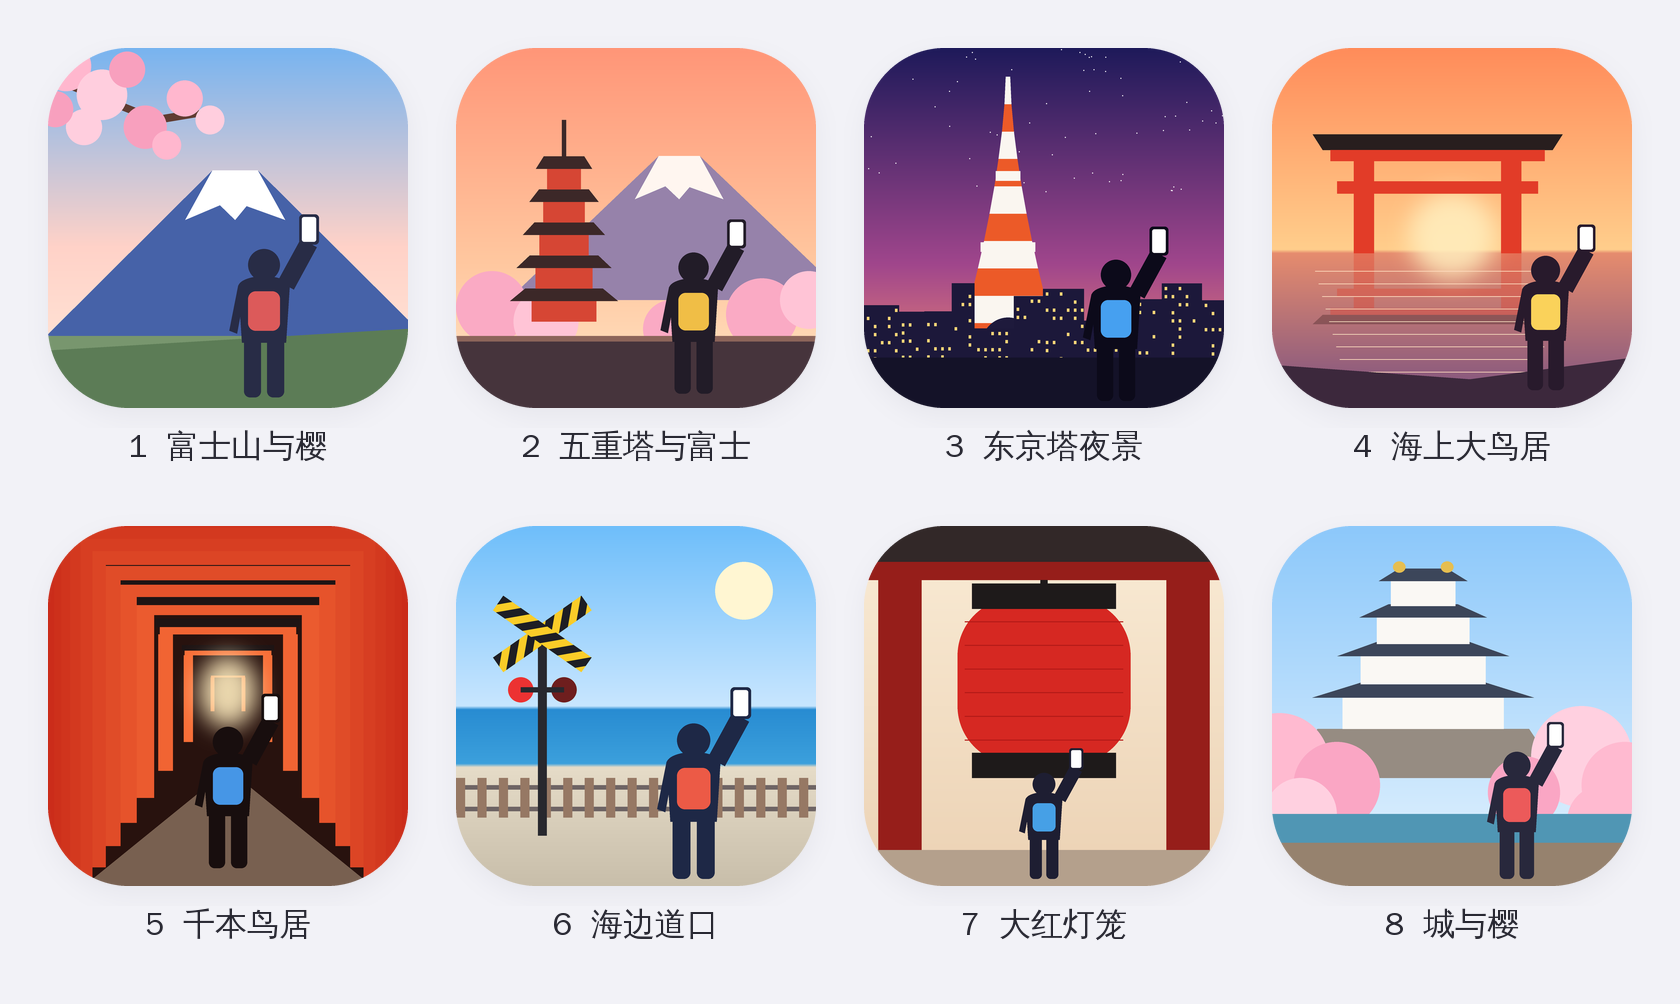 1 富士山与樱
2 五重塔与富士
3 东京塔夜景
4 海上大鸟居
5 千本鸟居
6 海边道口
7 大红灯笼
8 城与樱